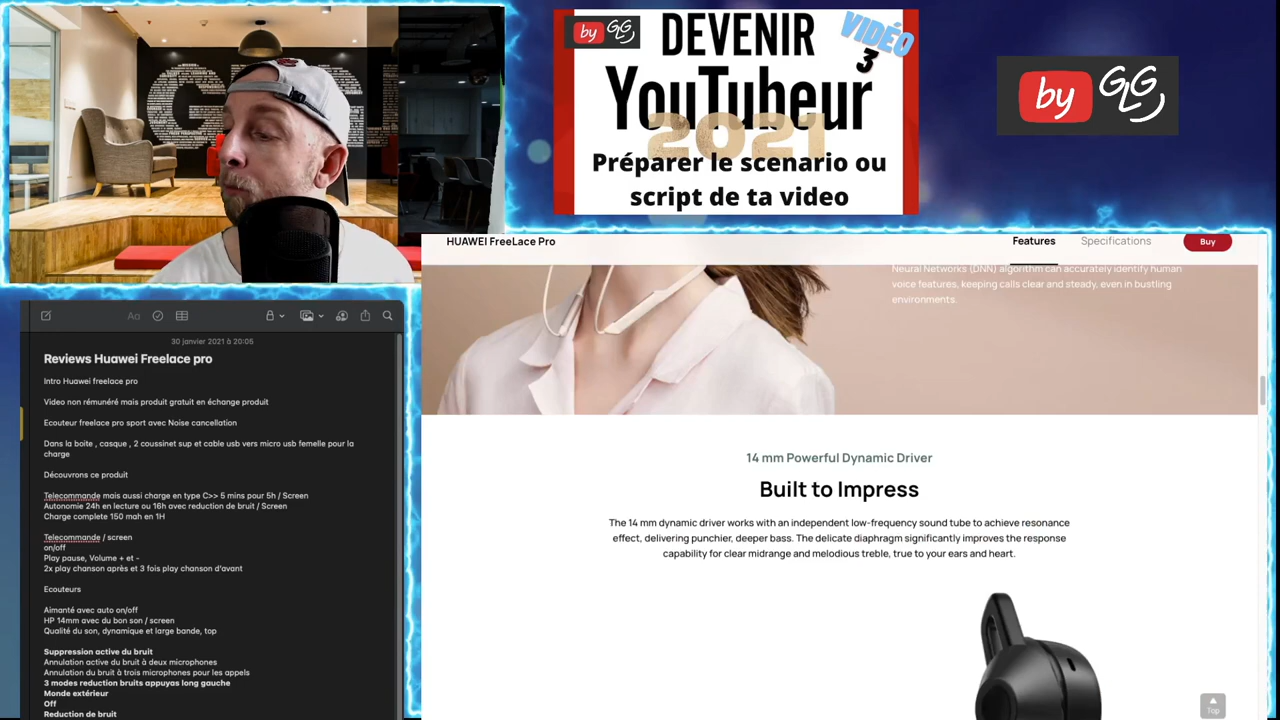 by GLG
DEVENIR
VIDÉO
3
YouTubeur
2021
Préparer le scenario ou
script de ta video
by GLG
HUAWEI FreeLace Pro
Features
Specifications
Buy
Neural Networks (DNN) algorithm can accurately identify human
voice features, keeping calls clear and steady, even in bustling
environments.
14 mm Powerful Dynamic Driver
Built to Impress
The 14 mm dynamic driver works with an independent low-frequency sound tube to achieve resonance
effect, delivering punchier, deeper bass. The delicate diaphragm significantly improves the response
capability for clear midrange and melodious treble, true to your ears and heart.
Top
Aa
30 janvier 2021 à 20:05
Reviews Huawei Freelace pro
Intro Huawei freelace pro
Video non rémunéré mais produit gratuit en échange produit
Ecouteur freelace pro sport avec Noise cancellation
Dans la boite , casque , 2 coussinet sup et cable usb vers micro usb femelle pour la
charge
Découvrons ce produit
Telecommande mais aussi charge en type C>> 5 mins pour 5h / Screen
Autonomie 24h en lecture ou 16h avec reduction de bruit / Screen
Charge complete 150 mah en 1H
Telecommande / screen
on/off
Play pause, Volume + et -
2x play chanson après et 3 fois play chanson d'avant
Ecouteurs
Aimanté avec auto on/off
HP 14mm avec du bon son / screen
Qualité du son, dynamique et large bande, top
Suppression active du bruit
Annulation active du bruit à deux microphones
Annulation du bruit à trois microphones pour les appels
3 modes reduction bruits appuyas long gauche
Monde extérieur
Off
Reduction de bruit